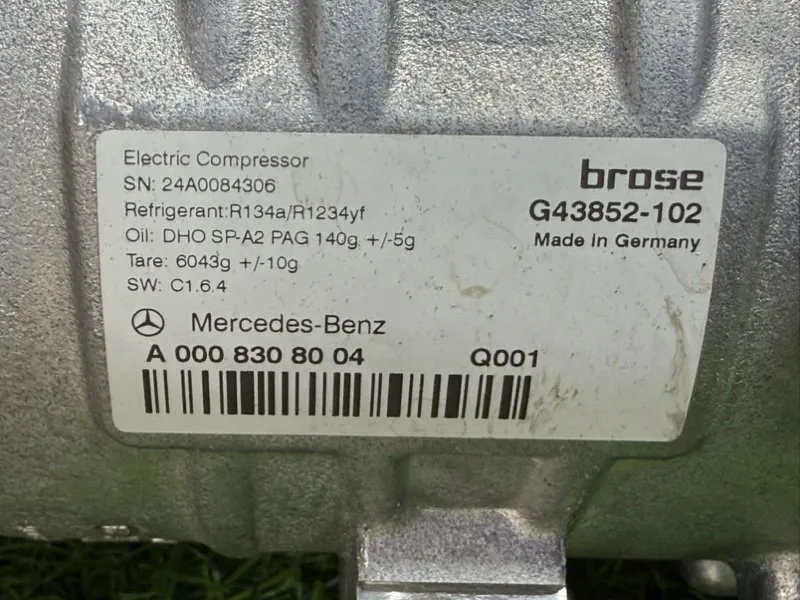 Electric Compressor
SN: 24A0084306
Refrigerant:R134a/R1234yf
Oil: DHO SP-A2 PAG 140g +/-5g
Tare: 6043g +/-10g
SW: C1.6.4
brose
G43852-102
Made In Germany
Mercedes-Benz
A 000 830 80 04 Q001